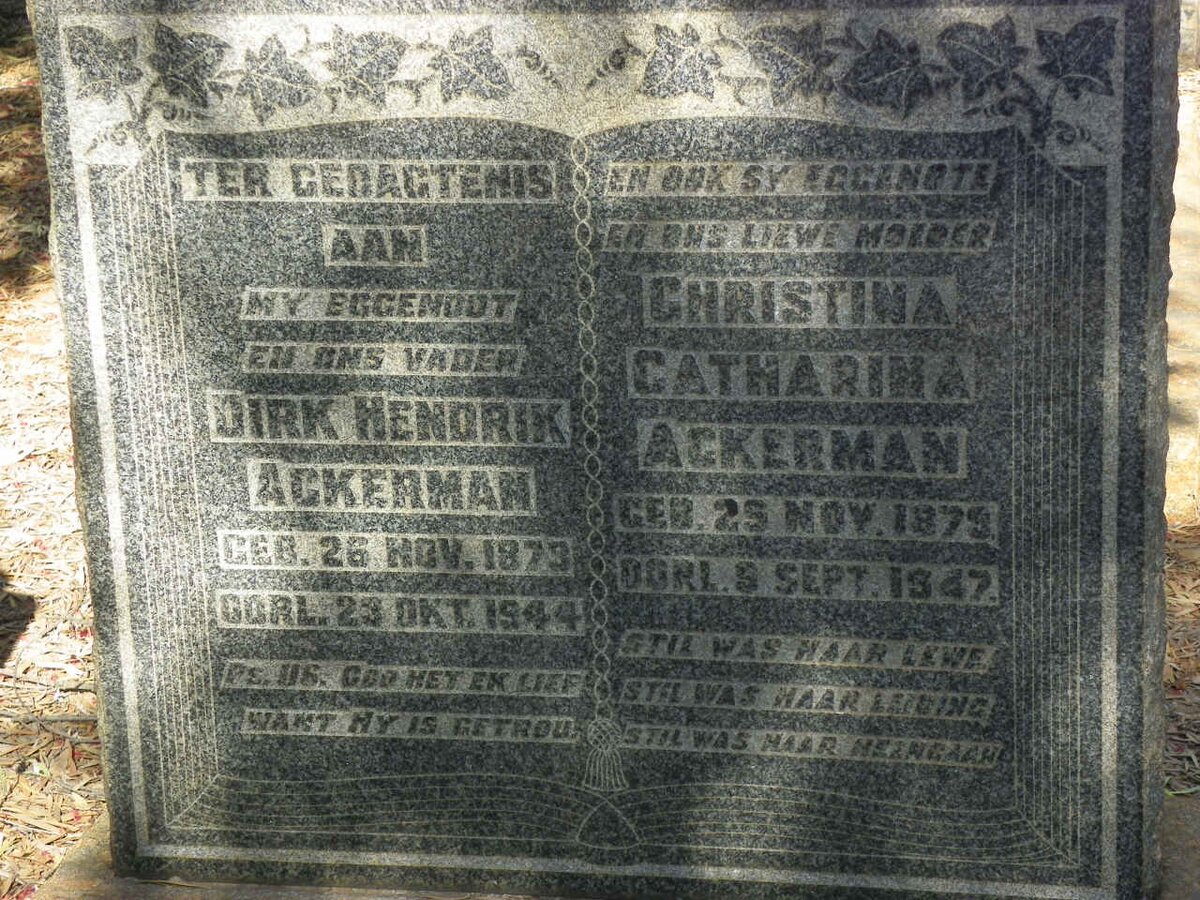 TER GEDAGTENIS
AAN
MY EGGENOOT
EN ONS VADER
DIRK HENDRIK
ACKERMAN
GEB. 26 NOV. 1873
OORL. 23 OKT. 1944
PS. 116. GOD HET EK LIEF
WANT HY IS GETROU.
EN OOK SY EGGENOTE
EN ONS LIEWE MOEDER
CHRISTINA
CATHARINA
ACKERMAN
GEB. 29 NOV. 1875
OORL. 6 SEPT. 1947.
STIL WAS HAAR LEWE,
STIL WAS HAAR LEIDING
STIL WAS HAAR HEENGAAN